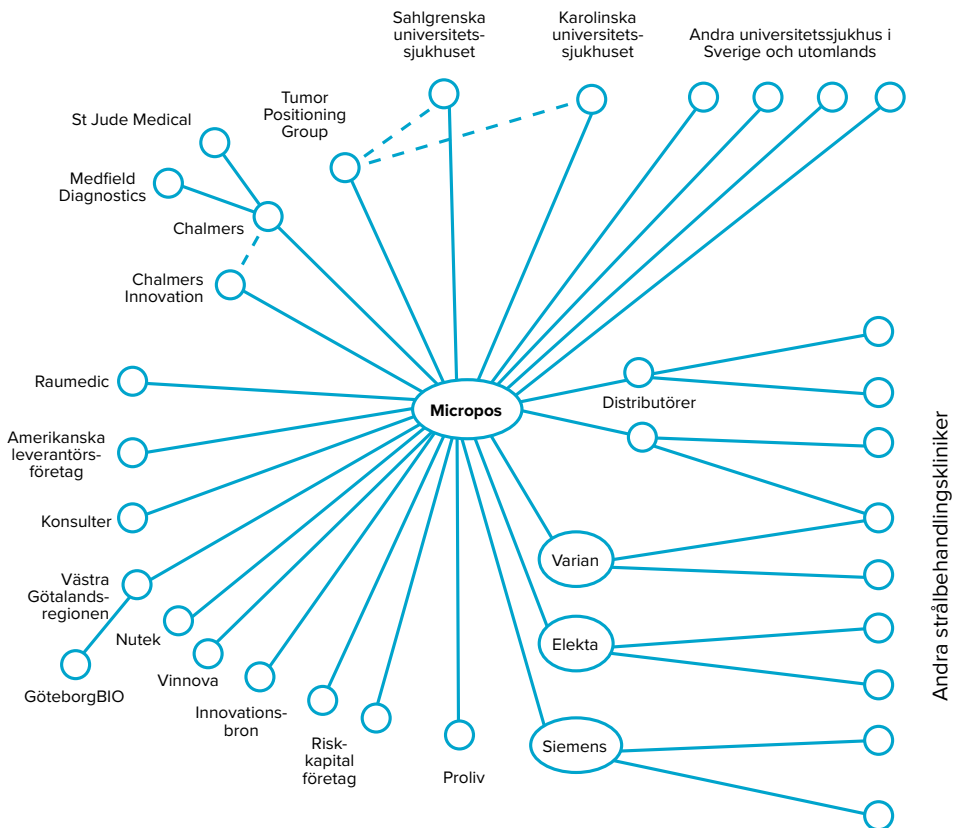 Sahlgrenska
universitets-
sjukhuset
Karolinska
universitets-
sjukhuset
Andra universitetssjukhus i
Sverige och utomlands
Tumor
Positioning
Group
St Jude Medical
Medfield
Diagnostics
Chalmers
Chalmers
Innovation
Raumedic
Micropos
Distributörer
Amerikanska
leverantörs-
företag
Konsulter
Västra
Götalands-
regionen
Nutek
GöteborgBIO
Vinnova
Innovations-
bron
Risk-
kapital
företag
Proliv
Varian
Elekta
Siemens
Andra strålbehandlingskliniker